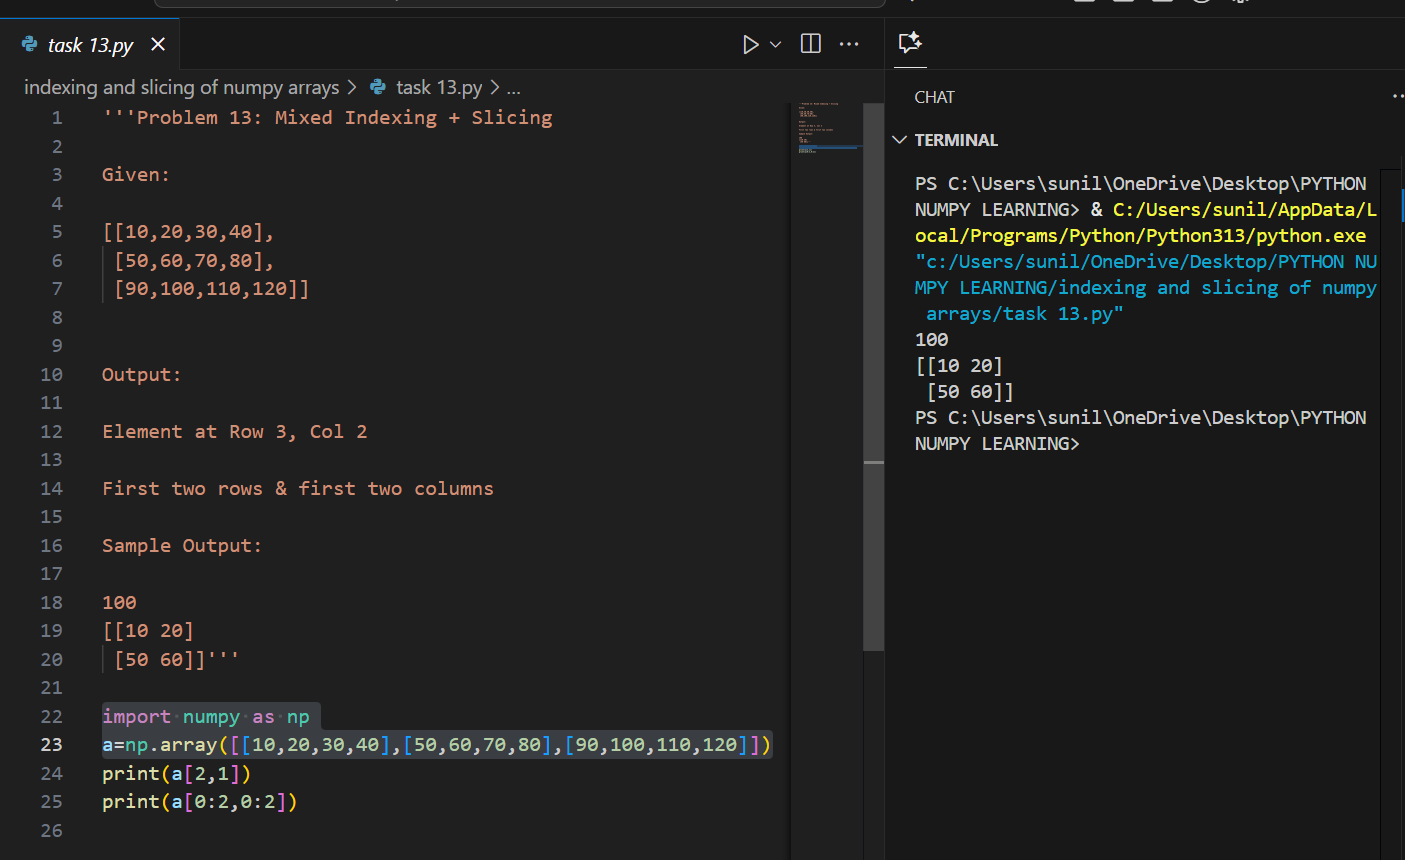 task 13.py
indexing and slicing of numpy arrays > task 13.py > ...
1 '''Problem 13: Mixed Indexing + Slicing
2
3 Given:
4
5 [[10,20,30,40],
6  [50,60,70,80],
7  [90,100,110,120]]
8
9
10 Output:
11
12 Element at Row 3, Col 2
13
14 First two rows & first two columns
15
16 Sample Output:
17
18 100
19 [[10 20]
20  [50 60]]'''
21
22 import numpy as np
23 a=np.array([[10,20,30,40],[50,60,70,80],[90,100,110,120]])
24 print(a[2,1])
25 print(a[0:2,0:2])
26
CHAT
TERMINAL
PS C:\Users\sunil\OneDrive\Desktop\PYTHON
NUMPY LEARNING> & C:/Users/sunil/AppData/L
ocal/Programs/Python/Python313/python.exe
"c:/Users/sunil/OneDrive/Desktop/PYTHON NU
MPY LEARNING/indexing and slicing of numpy
 arrays/task 13.py"
100
[[10 20]
 [50 60]]
PS C:\Users\sunil\OneDrive\Desktop\PYTHON
NUMPY LEARNING>